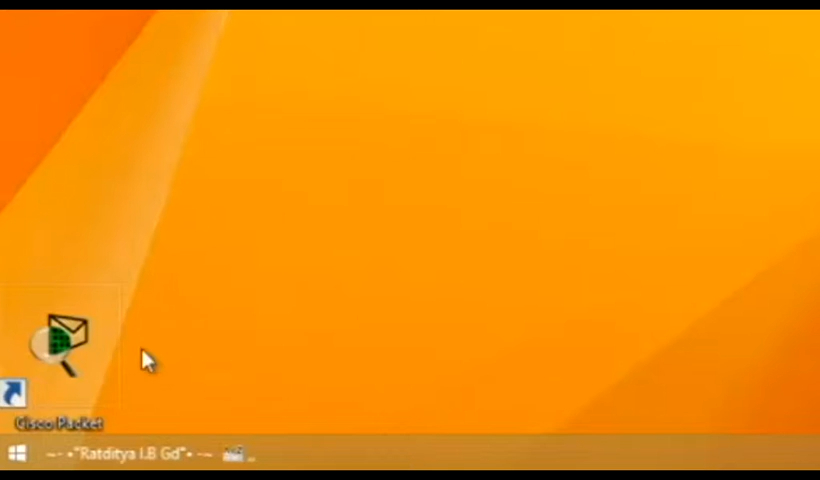 Cisco Packet
~- •"Ratditya I.B Gd"• -~